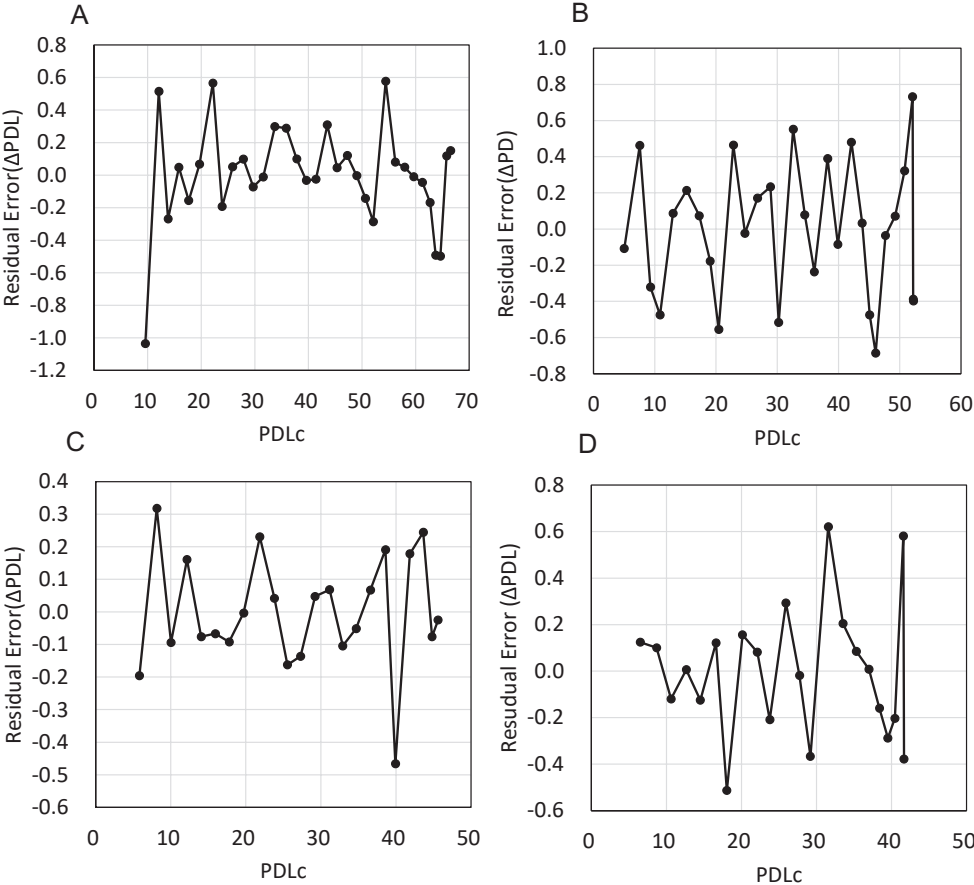 A
0.8
0.6
0.4
0.2
0.0
-0.2
-0.4
-0.6
-0.8
-1.0
-1.2
Residual Error(ΔPDL)
0 10 20 30 40 50 60 70
PDLc
B
1.0
0.8
0.6
0.4
0.2
0.0
-0.2
-0.4
-0.6
-0.8
Residual Error(ΔPD)
0 10 20 30 40 50 60
PDLc
C
0.4
0.3
0.2
0.1
0.0
-0.1
-0.2
-0.3
-0.4
-0.5
-0.6
Residual Error(ΔPDL)
0 10 20 30 40 50
PDLc
D
0.8
0.6
0.4
0.2
0.0
-0.2
-0.4
-0.6
Resudual Error (ΔPDL)
0 10 20 30 40 50
PDLc